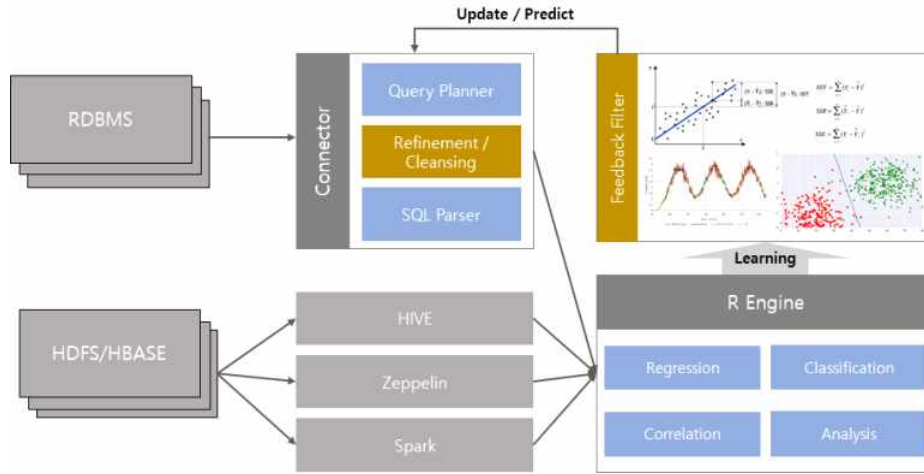 Update / Predict
RDBMS
Connector
Query Planner
Refinement /
Cleansing
SQL Parser
Feedback Filter
Learning
R Engine
HDFS/HBASE
HIVE
Zeppelin
Spark
Regression
Classification
Correlation
Analysis